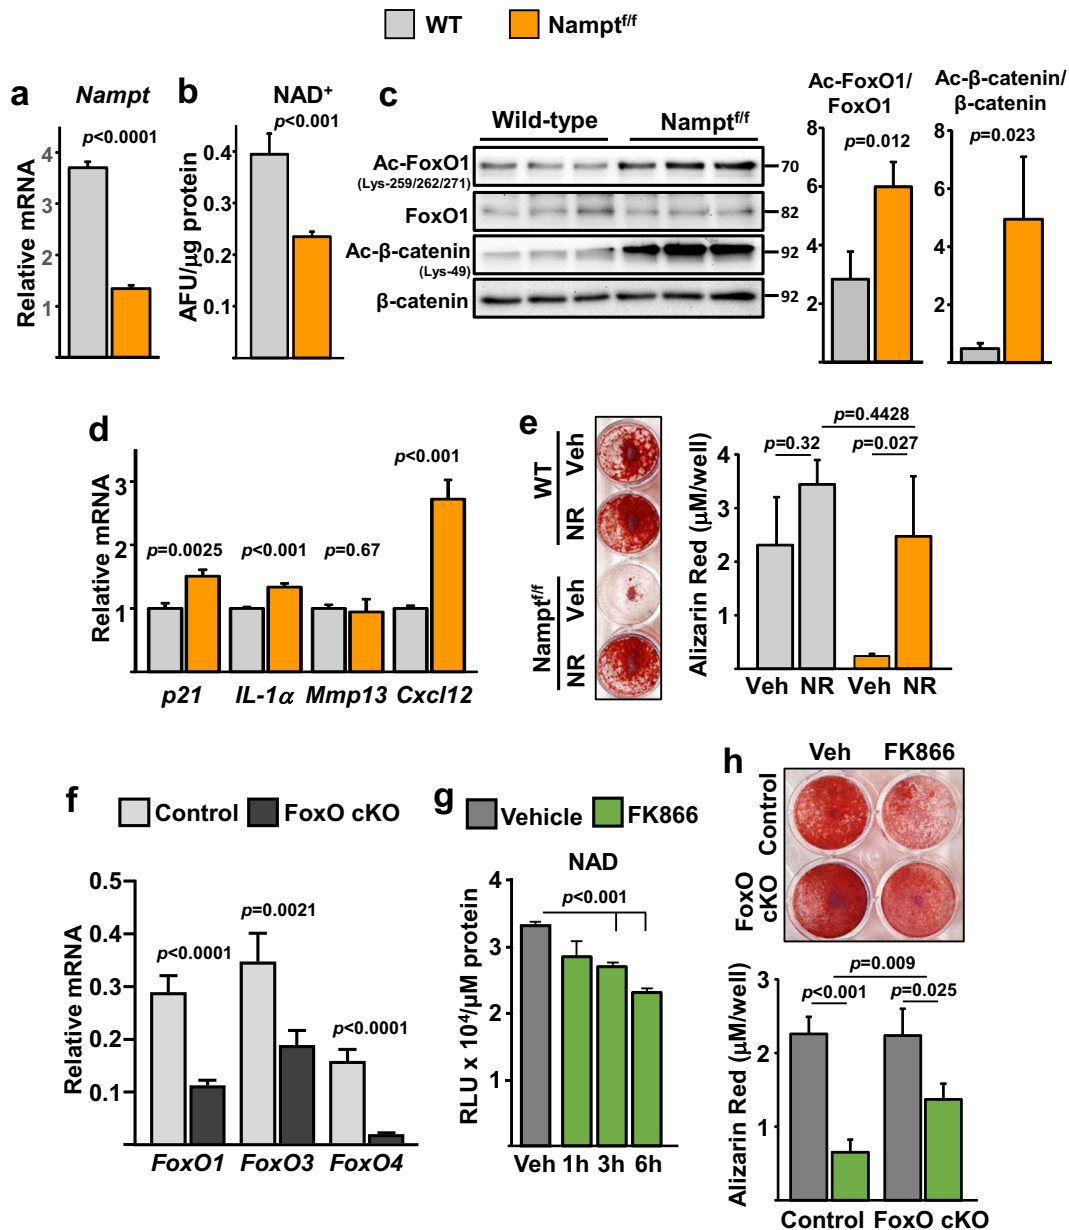 WT Nampt^f/f
a
Nampt
p<0.0001
Relative mRNA
4
3
2
1
b
NAD+
p<0.001
AFU/µg protein
0.4
0.3
0.2
0.1
c
Wild-type Nampt^f/f
Ac-FoxO1
(Lys-259/262/271)
70
FoxO1
82
Ac-β-catenin
(Lys-49)
92
β-catenin
92
Ac-FoxO1/
FoxO1
p=0.012
8
6
4
2
Ac-β-catenin/
β-catenin
p=0.023
8
6
4
2
d
Relative mRNA
3
2
1
p=0.0025 p<0.001 p=0.67 p<0.001
p21 IL-1α Mmp13 Cxcl12
e
WT
Veh
NR
Nampt^f/f
Veh
NR
Alizarin Red (µM/well)
4
3
2
1
p=0.4428
p=0.32 p=0.027
Veh NR Veh NR
f
Control FoxO cKO
Relative mRNA
0.5
0.4
0.3
0.2
0.1
p<0.0001 p=0.0021 p<0.0001
FoxO1 FoxO3 FoxO4
g
Vehicle FK866
NAD
RLU x 10⁴/µM protein
4
3
2
1
p<0.001
Veh 1h 3h 6h
h
Veh FK866
Control
FoxO
cKO
Alizarin Red (µM/well)
2
1
p=0.009
p<0.001 p=0.025
Control FoxO cKO